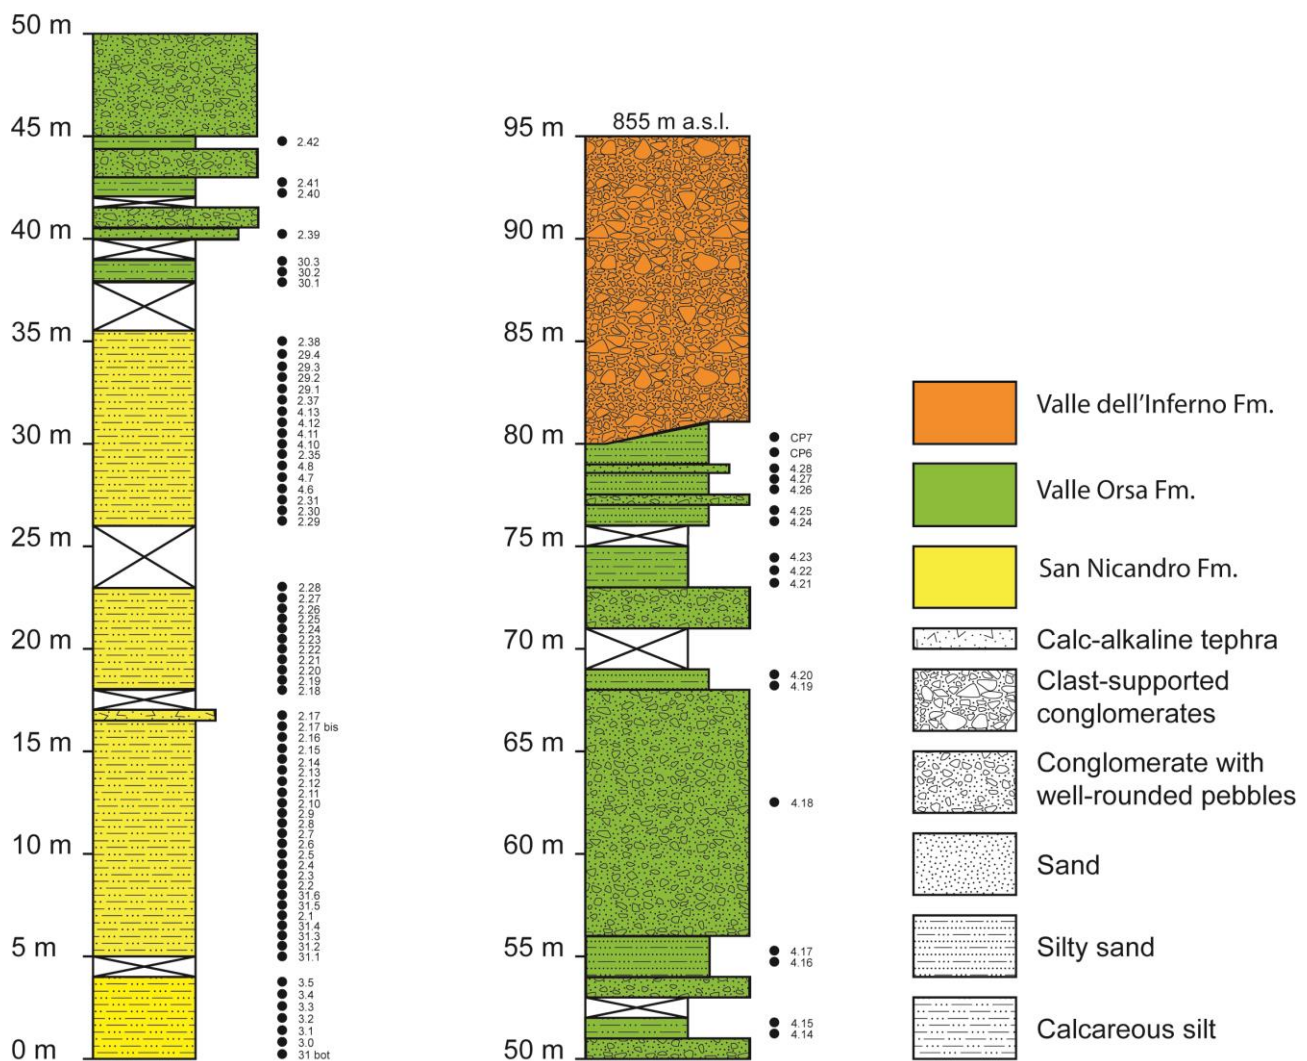 50 m
45 m
2.42
2.41
2.40
40 m
2.39
30.3
30.2
30.1
35 m
2.38
29.4
29.3
29.2
29.1
2.37
4.13
4.12
30 m
4.11
4.10
2.35
4.8
4.7
4.6
2.31
2.30
2.29
25 m
2.28
2.27
2.26
2.25
2.24
20 m
2.23
2.22
2.21
2.20
2.19
2.18
2.17
2.17 bis
2.16
15 m
2.15
2.14
2.13
2.12
2.11
2.10
2.9
2.8
2.7
2.6
10 m
2.5
2.4
2.3
2.2
31.6
31.5
2.1
31.4
31.3
31.2
5 m
31.1
3.5
3.4
3.3
3.2
3.1
3.0
0 m
31 bot
855 m a.s.l.
95 m
90 m
85 m
80 m
CP7
CP6
4.28
4.27
4.26
4.25
4.24
75 m
4.23
4.22
4.21
70 m
4.20
4.19
65 m
4.18
60 m
55 m
4.17
4.16
4.15
4.14
50 m
Valle dell'Inferno Fm.
Valle Orsa Fm.
San Nicandro Fm.
Calc-alkaline tephra
Clast-supported
conglomerates
Conglomerate with
well-rounded pebbles
Sand
Silty sand
Calcareous silt